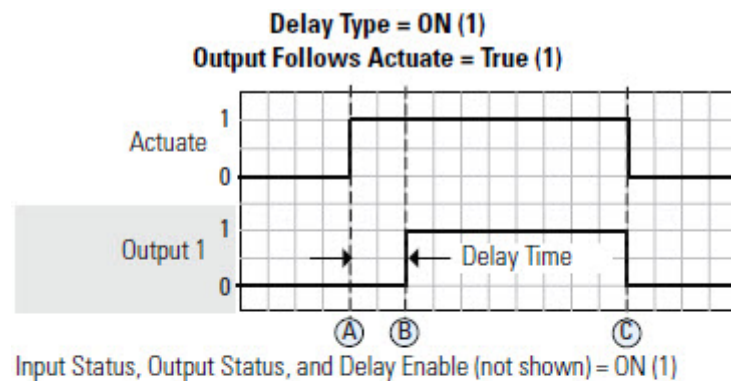 Delay Type = ON (1)
Output Follows Actuate = True (1)
Actuate
1
0
Output 1
1
0
Delay Time
A B C
Input Status, Output Status, and Delay Enable (not shown) = ON (1)